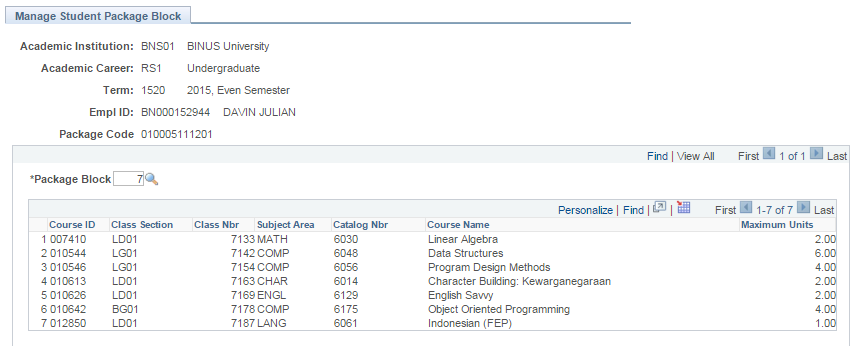 Manage Student Package Block
Academic Institution: BNS01 BINUS University
Academic Career: RS1 Undergraduate
Term: 1520 2015, Even Semester
Empl ID: BN000152944 DAVIN JULIAN
Package Code 010005111201
Find | View All First 1 of 1 Last
*Package Block 7
Personalize | Find | | First 1-7 of 7 Last
Course ID Class Section Class Nbr Subject Area Catalog Nbr Course Name Maximum Units
1 007410 LD01 7133 MATH 6030 Linear Algebra 2.00
2 010544 LG01 7142 COMP 6048 Data Structures 6.00
3 010546 LG01 7154 COMP 6056 Program Design Methods 4.00
4 010613 LD01 7163 CHAR 6014 Character Building: Kewarganegaraan 2.00
5 010626 LD01 7169 ENGL 6129 English Savvy 2.00
6 010642 BG01 7178 COMP 6175 Object Oriented Programming 4.00
7 012850 LD01 7187 LANG 6061 Indonesian (FEP) 1.00